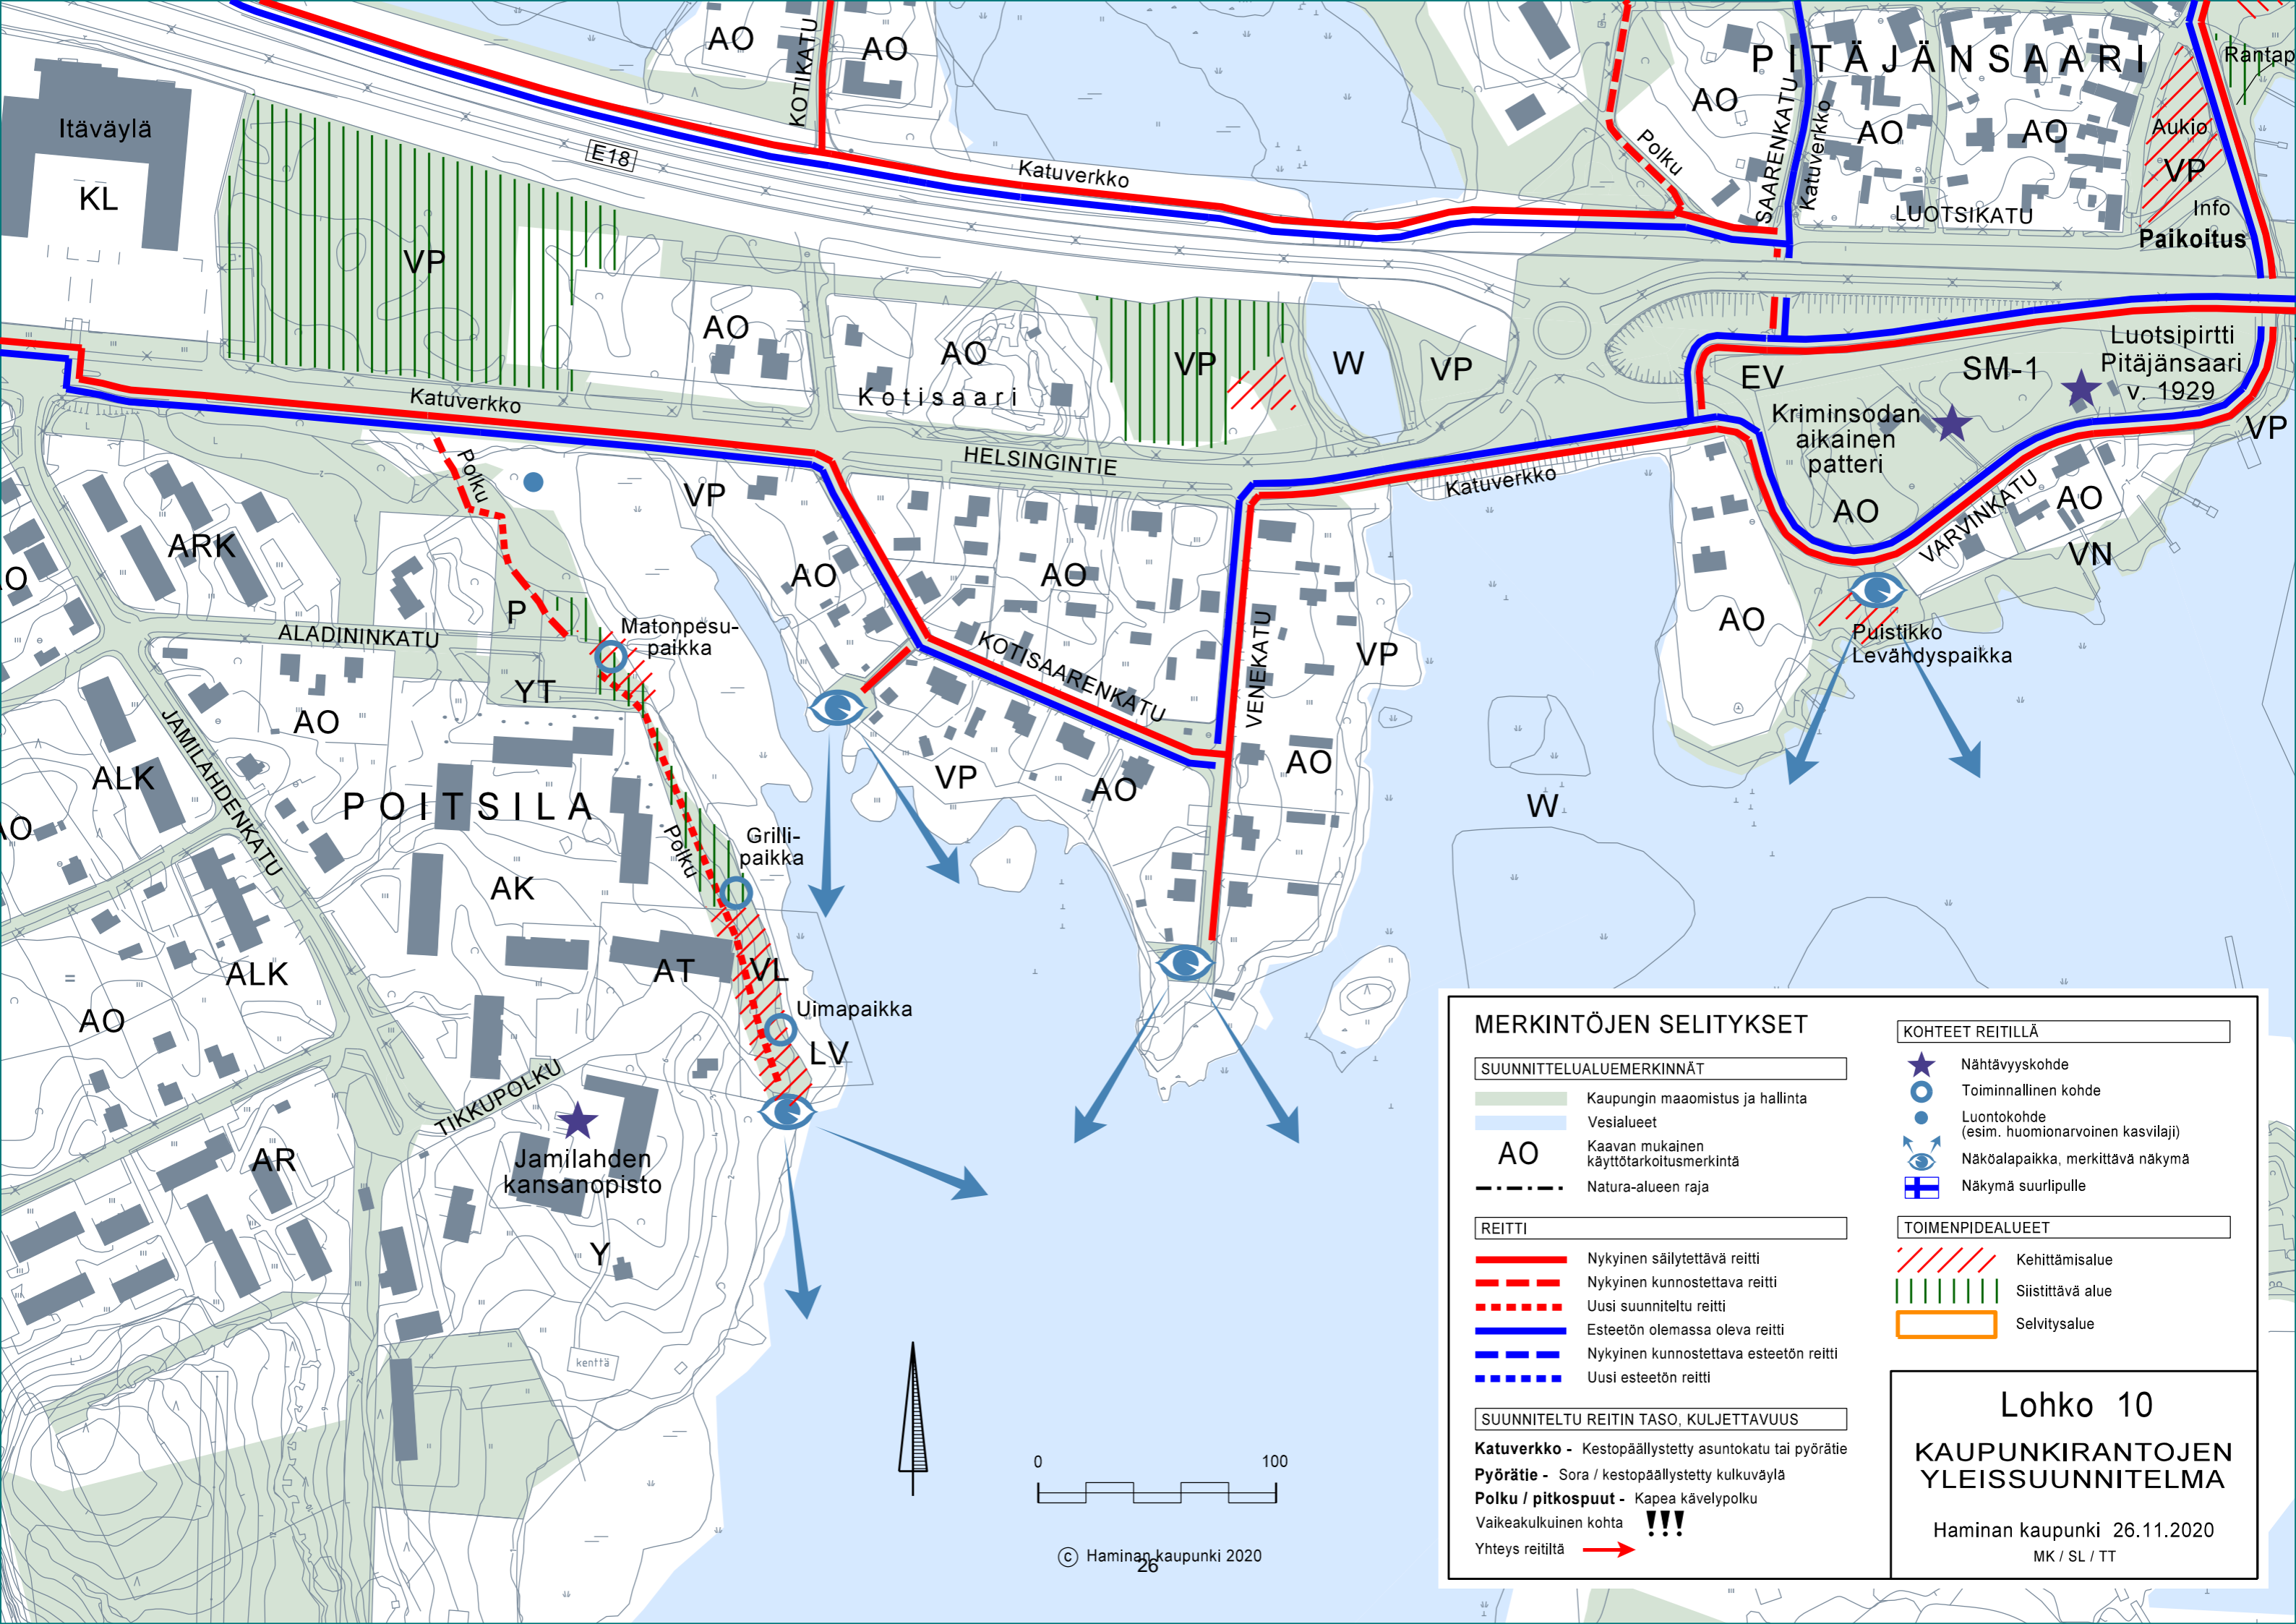 AO
KOTIKATU
AO
PITÄJÄNSAARI
Rantap
Itäväylä
E18
AO
SAARENKATU
Katuverkko
AO
AO
Aukio
Polku
VP
KL
Katuverkko
LUOTSIKATU
Info
Paikoitus
VP
AO
AO
Kotisaari
VP
W
VP
EV
SM-1
Luotsipirtti
Pitäjänsaari
v. 1929
Kriminsodan
aikainen
patteri
VP
Katuverkko
HELSINGINTIE
Katuverkko
Polku
VP
AO
VARVINKATU
AO
VN
ARK
AO
AO
AO
P
ALADININKATU
Matonpesu-
paikka
KOTISAARENKATU
VENEKATU
VP
AO
Puistikko
Levähdyspaikka
YT
AO
JAMILAHDENKATU
ALK
VP
AO
AO
W
POITSILA
AO
Polku
Grilli-
paikka
AK
ALK
AT
VL
AO
Uimapaikka
LV
TIKKUPOLKU
AR
Jamilahden
kansanopisto
Y
kenttä
0 100
© Haminan kaupunki 2020
26
MERKINTÖJEN SELITYKSET
SUUNNITTELUALUEMERKINNÄT
Kaupungin maaomistus ja hallinta
Vesialueet
AO
Kaavan mukainen
käyttötarkoitusmerkintä
Natura-alueen raja
REITTI
Nykyinen säilytettävä reitti
Nykyinen kunnostettava reitti
Uusi suunniteltu reitti
Esteetön olemassa oleva reitti
Nykyinen kunnostettava esteetön reitti
Uusi esteetön reitti
SUUNNITELTU REITIN TASO, KULJETTAVUUS
Katuverkko - Kestopäällystetty asuntokatu tai pyörätie
Pyörätie - Sora / kestopäällystetty kulkuväylä
Polku / pitkospuut - Kapea kävelypolku
Vaikeakulkuinen kohta !!!
Yhteys reitiltä
KOHTEET REITILLÄ
Nähtävyyskohde
Toiminnallinen kohde
Luontokohde
(esim. huomionarvoinen kasvilaji)
Näköalapaikka, merkittävä näkymä
Näkymä suurlipulle
TOIMENPIDEALUEET
Kehittämisalue
Siistittävä alue
Selvitysalue
Lohko 10
KAUPUNKIRANTOJEN
YLEISSUUNNITELMA
Haminan kaupunki 26.11.2020
MK / SL / TT